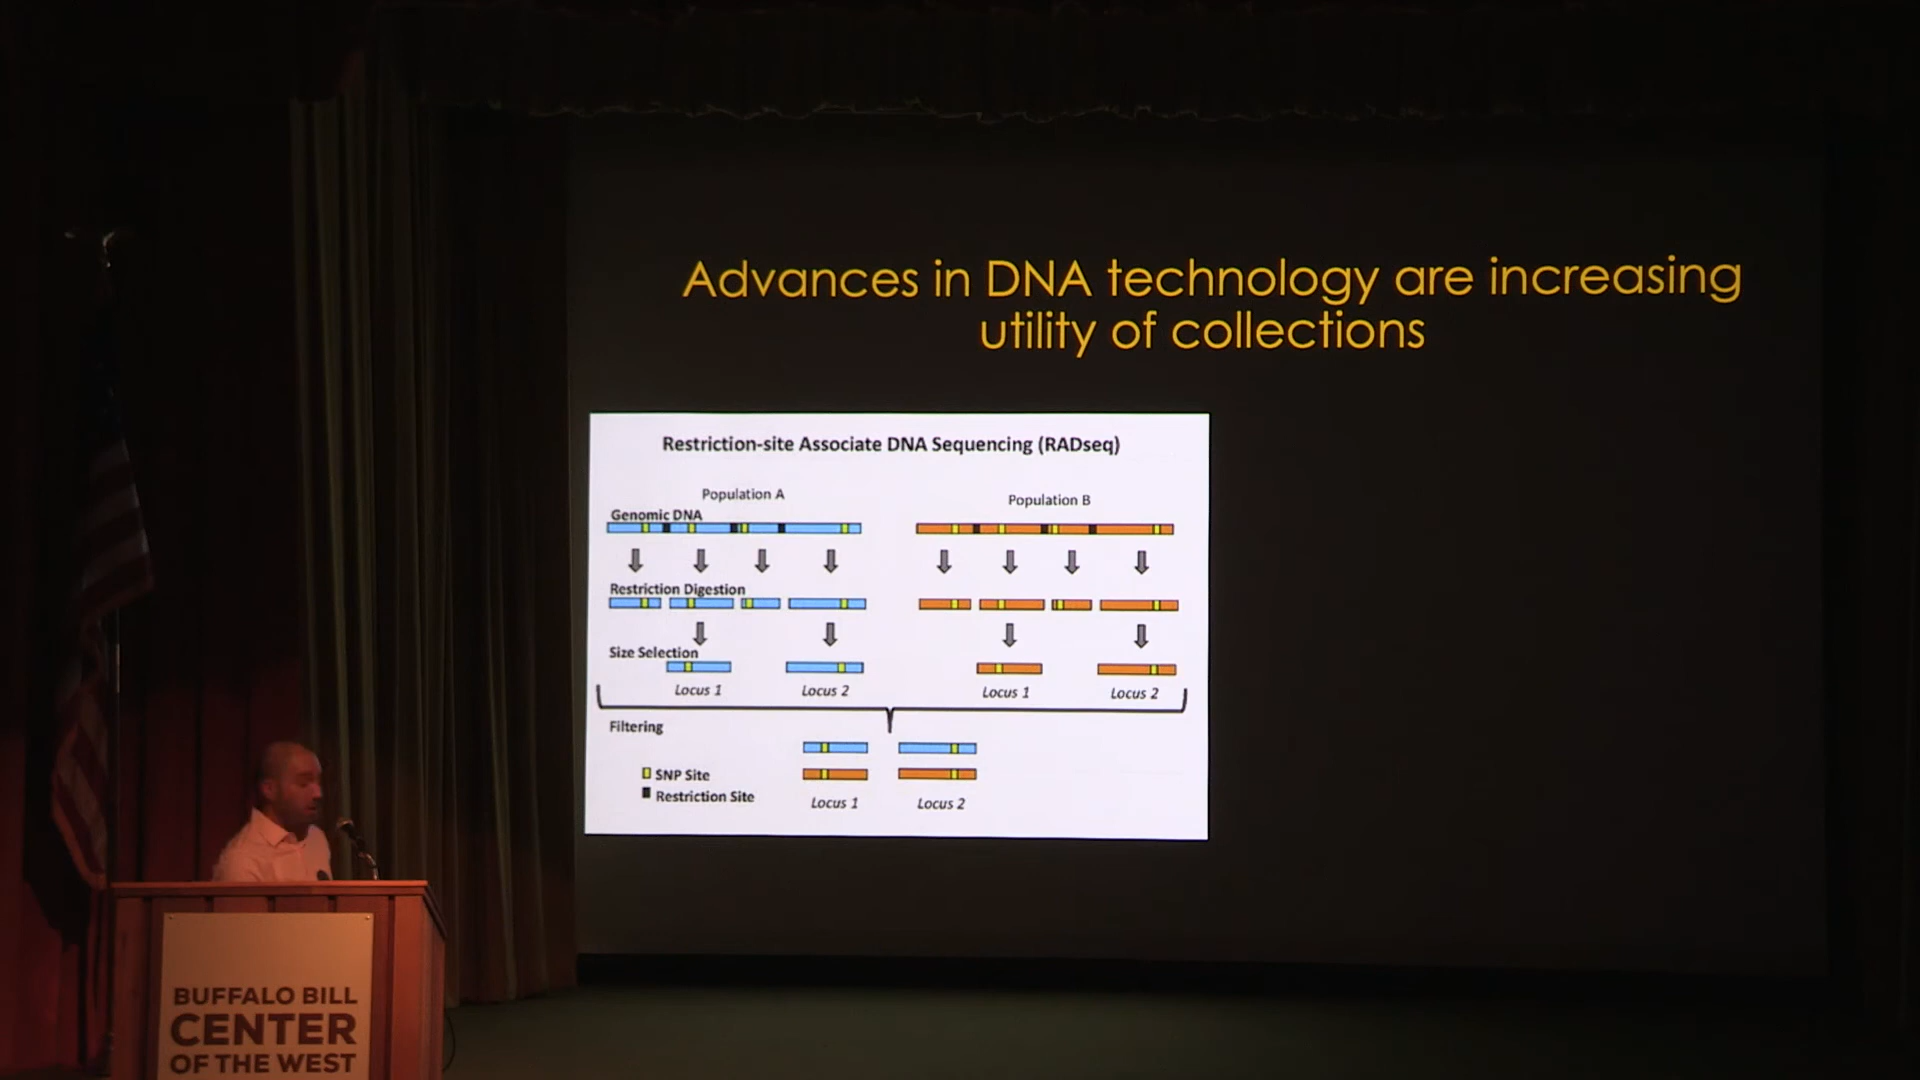 Advances in DNA technology are increasing
utility of collections
Restriction-site Associate DNA Sequencing (RADseq)
Population A
Population B
Genomic DNA
Restriction Digestion
Size Selection
Locus 1
Locus 2
Locus 1
Locus 2
Filtering
SNP Site
Restriction Site
Locus 1
Locus 2
BUFFALO BILL
CENTER
OF THE WEST